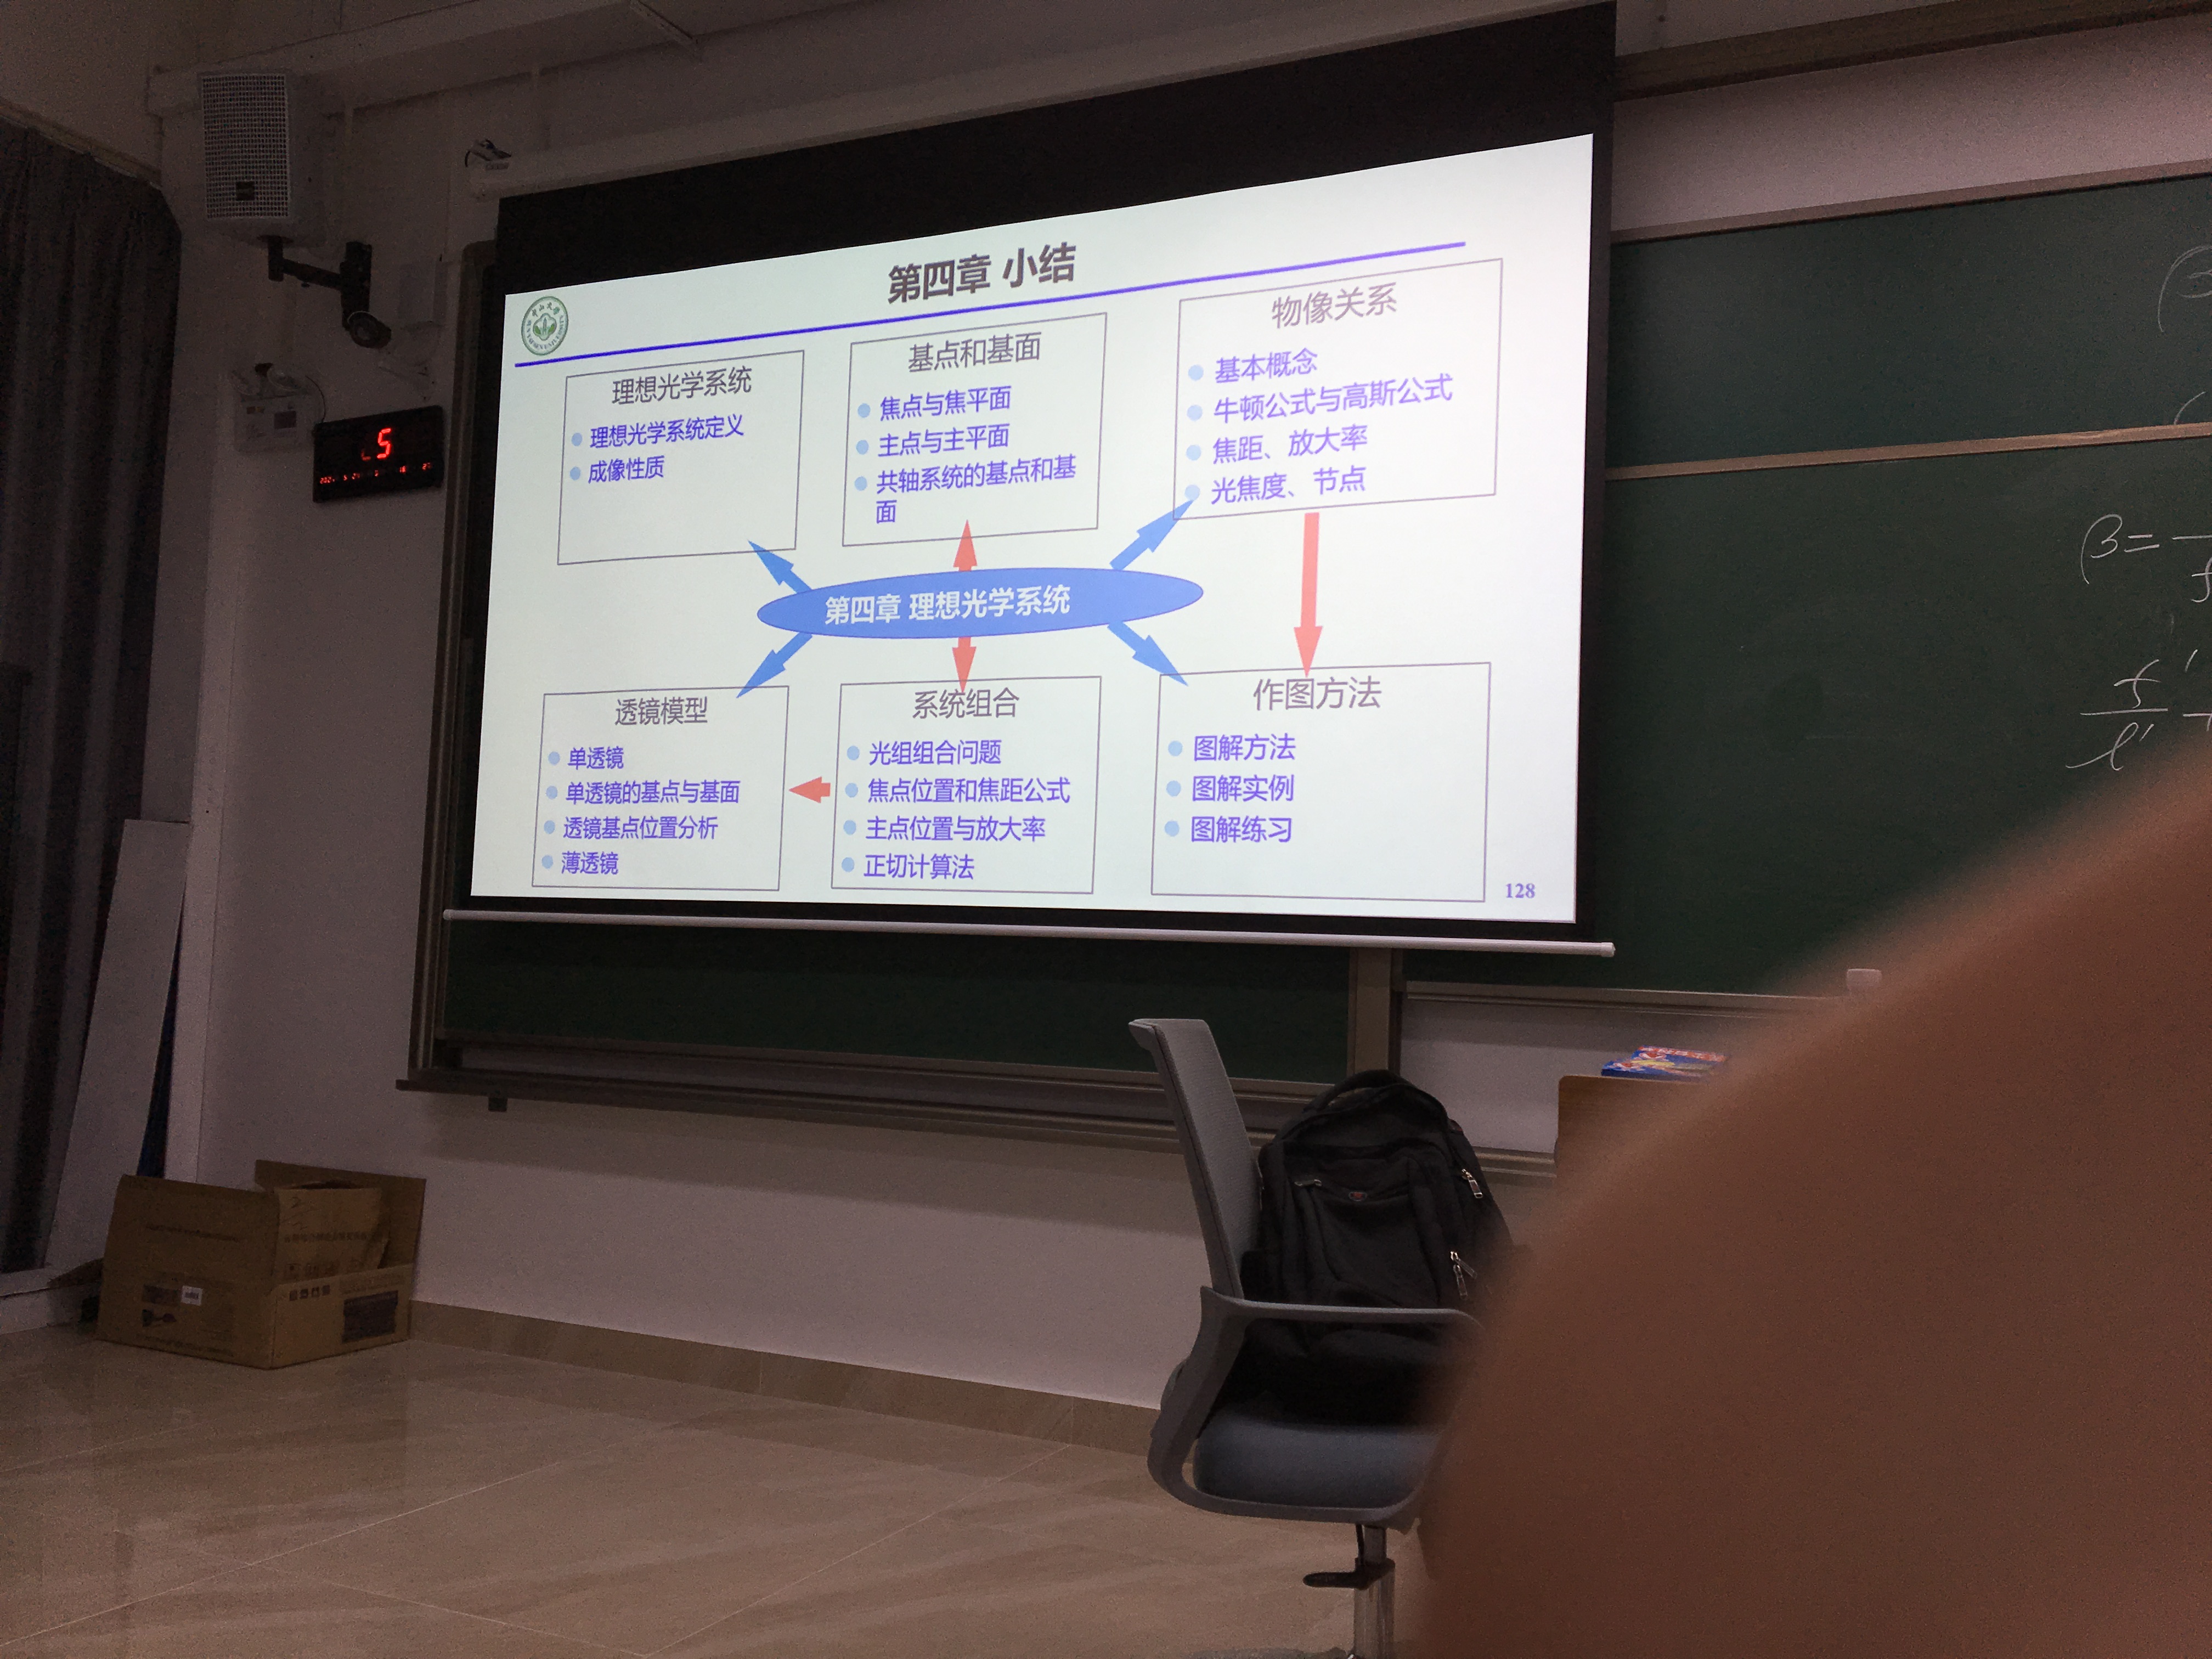 第四章 小结
理想光学系统
理想光学系统定义
成像性质
基点和基面
焦点与焦平面
主点与主平面
共轴系统的基点和基
面
物像关系
基本概念
牛顿公式与高斯公式
焦距、放大率
光焦度、节点
第四章 理想光学系统
透镜模型
单透镜
单透镜的基点与基面
透镜基点位置分析
薄透镜
系统组合
光组组合问题
焦点位置和焦距公式
主点位置与放大率
正切计算法
作图方法
图解方法
图解实例
图解练习
128
β=
f'
l'